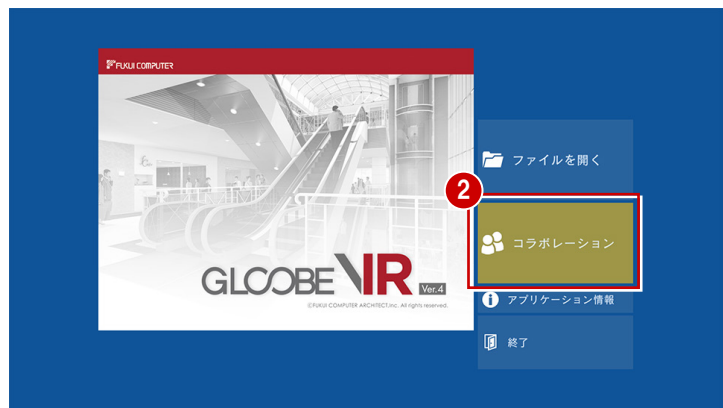 FUKUI COMPUTER
GLOOBE VIR Ver.4
©FUKUI COMPUTER ARCHITECT.Inc. All rights reserved.
ファイルを開く
2
コラボレーション
アプリケーション情報
終了